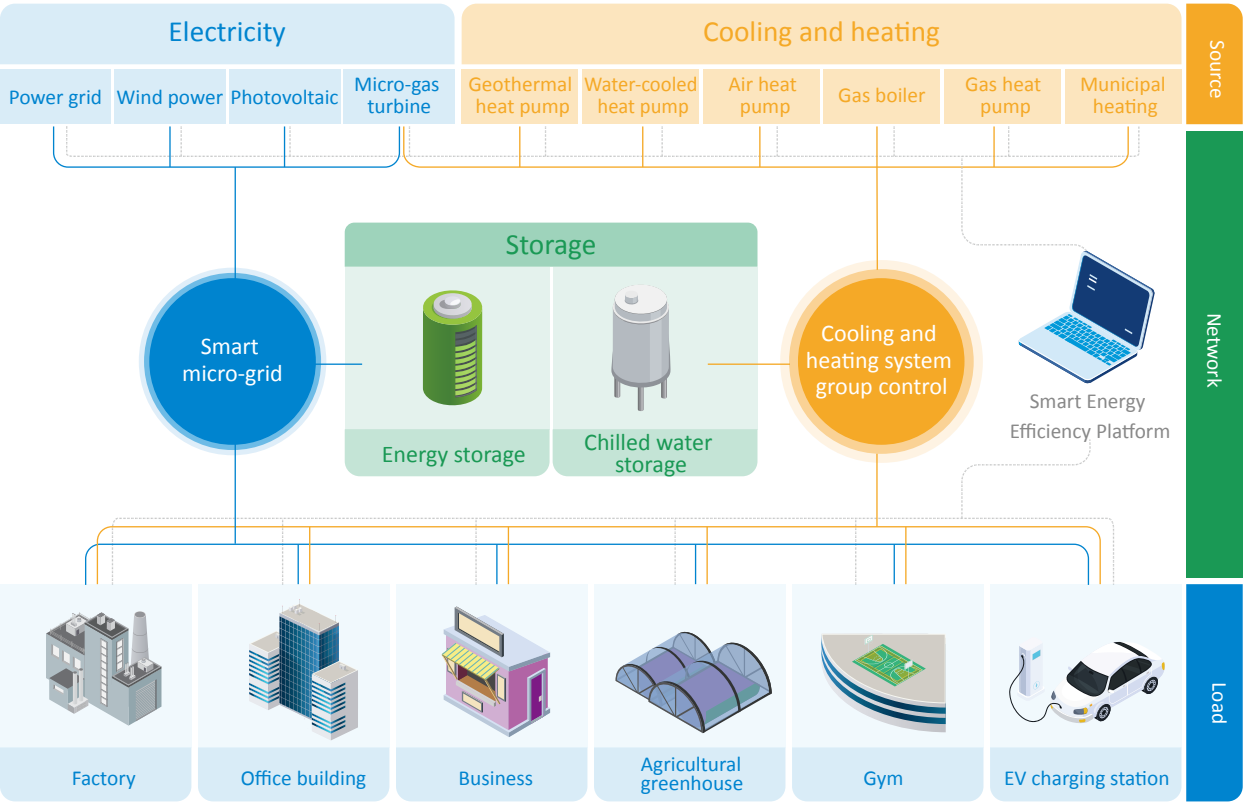 Electricity
Cooling and heating
Source
Power grid
Wind power
Photovoltaic
Micro-gas
turbine
Geothermal
heat pump
Water-cooled
heat pump
Air heat
pump
Gas boiler
Gas heat
pump
Municipal
heating
Storage
Smart
micro-grid
Cooling and
heating system
group control
Network
Smart Energy
Efficiency Platform
Energy storage
Chilled water
storage
Load
Factory
Office building
Business
Agricultural
greenhouse
Gym
EV charging station